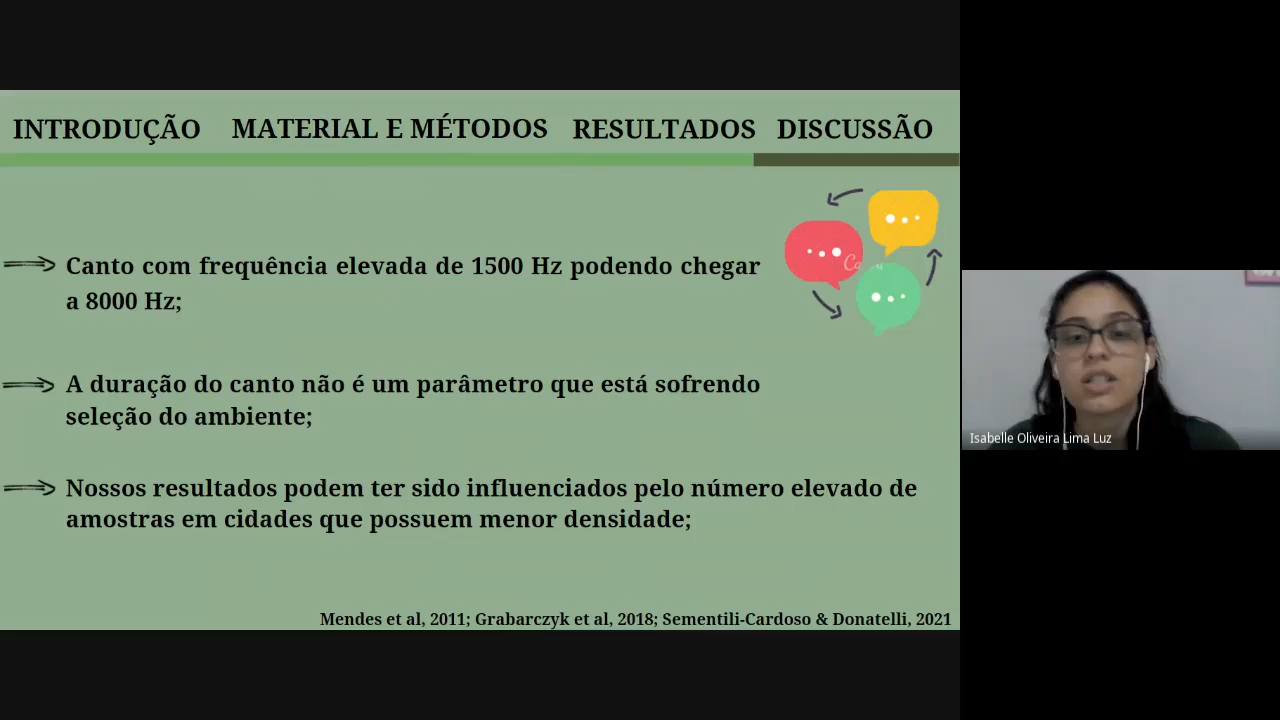 INTRODUÇÃO MATERIAL E MÉTODOS RESULTADOS DISCUSSÃO
Canto com frequência elevada de 1500 Hz podendo chegar
a 8000 Hz;
A duração do canto não é um parâmetro que está sofrendo
seleção do ambiente;
Nossos resultados podem ter sido influenciados pelo número elevado de
amostras em cidades que possuem menor densidade;
Mendes et al, 2011; Grabarczyk et al, 2018; Sementili-Cardoso & Donatelli, 2021
Isabelle Oliveira Lima Luz